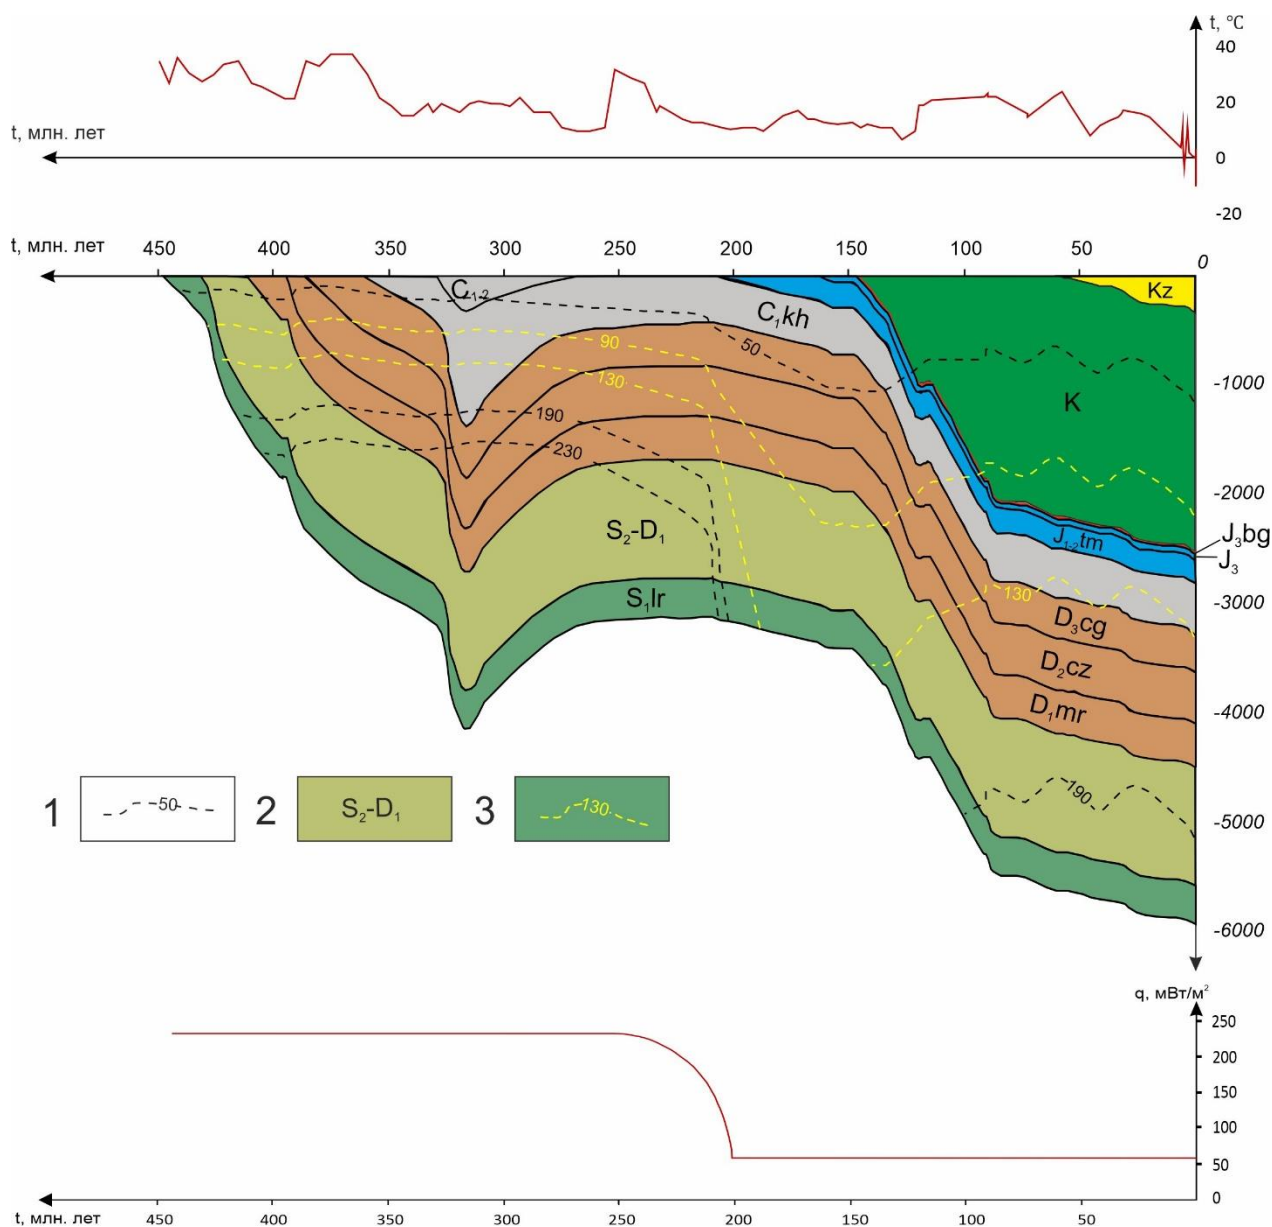 t, °C
40
20
t, млн. лет
0
-20
t, млн. лет 450 400 350 300 250 200 150 100 50 0
Kz
C₁₋₂
C₁kh
90
50
-1000
130
190
K
230
-2000
S₂-D₁
J₃bg
J₁₋₂tm
J₃
S₁lr
130
-3000
D₃cg
D₂cz
D₁mr
-4000
1 50 2 S₂-D₁ 3 130
190
-5000
-6000
q, мВт/м²
250
200
150
100
50
0
t, млн. лет 450 400 350 300 250 200 150 100 50